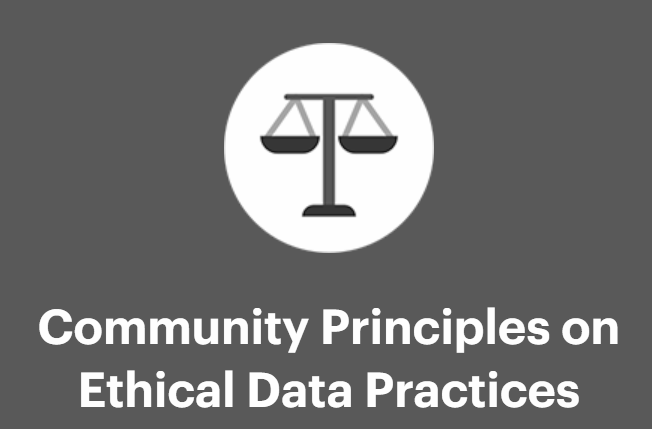 Community Principles on
Ethical Data Practices